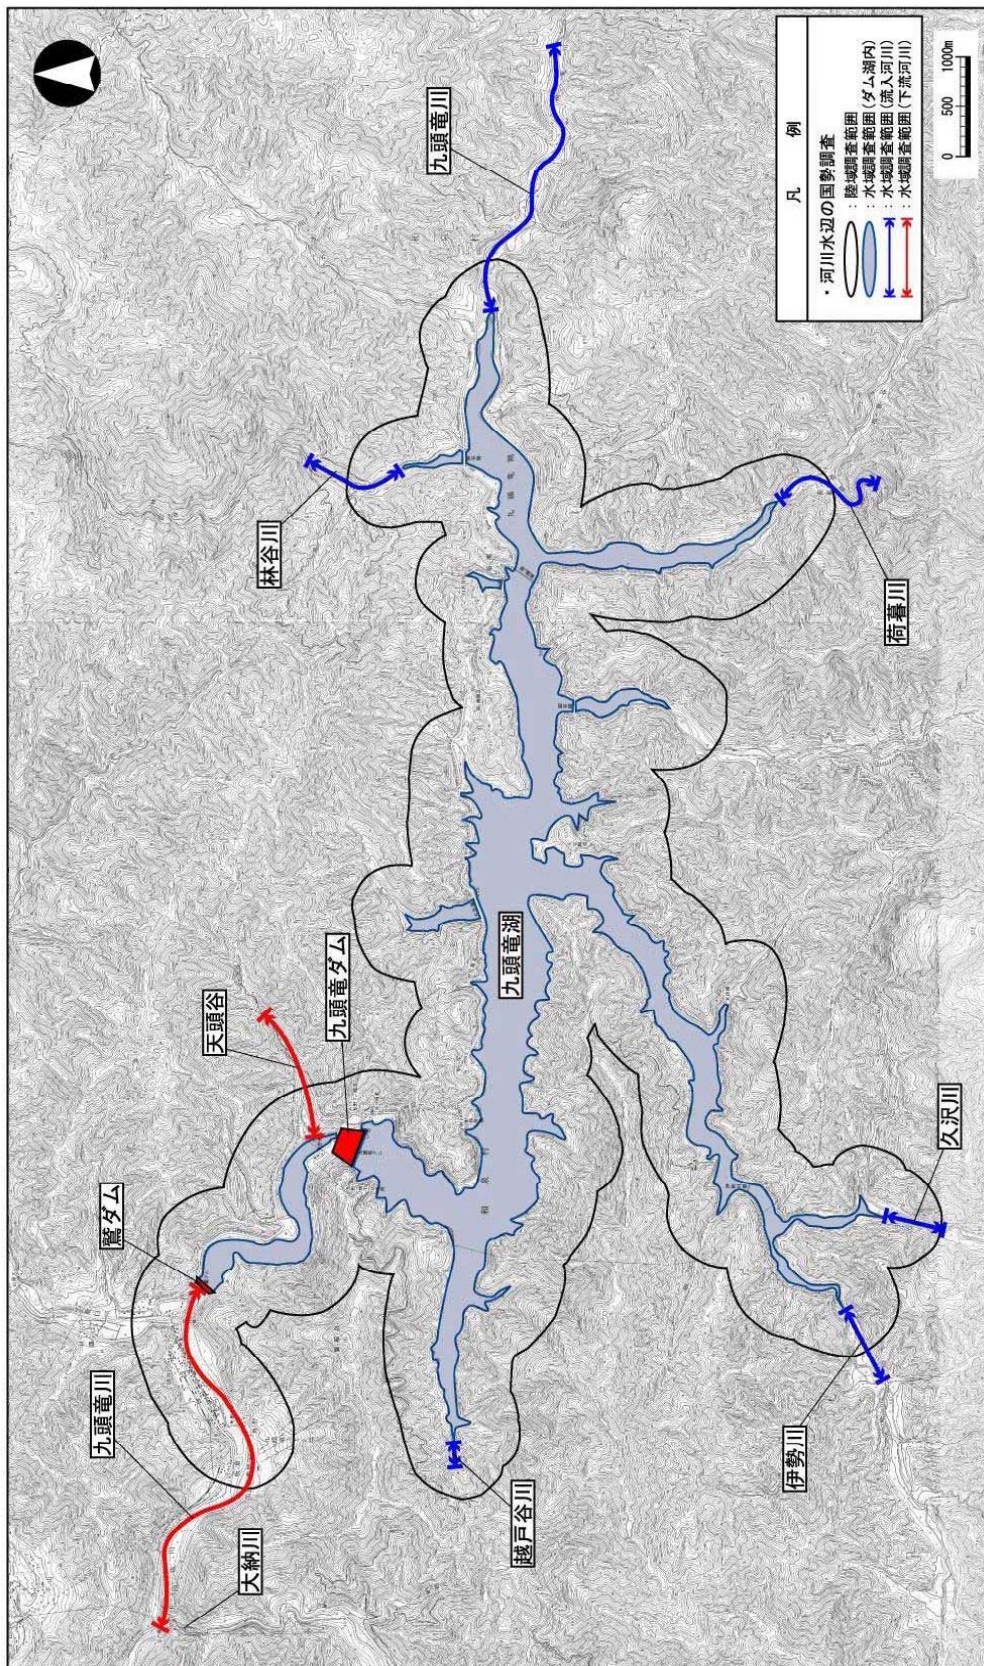 凡 例
・河川水辺の国勢調査
：陸域調査範囲
：水域調査範囲(ダム湖内)
：水域調査範囲(流入河川)
：水域調査範囲(下流河川)
0 500 1000m
大納川
九頭竜川
鷲ダム
天頭谷
九頭竜ダム
林谷川
九頭竜川
九頭竜湖
越戸谷川
伊勢川
久沢川
荷暮川